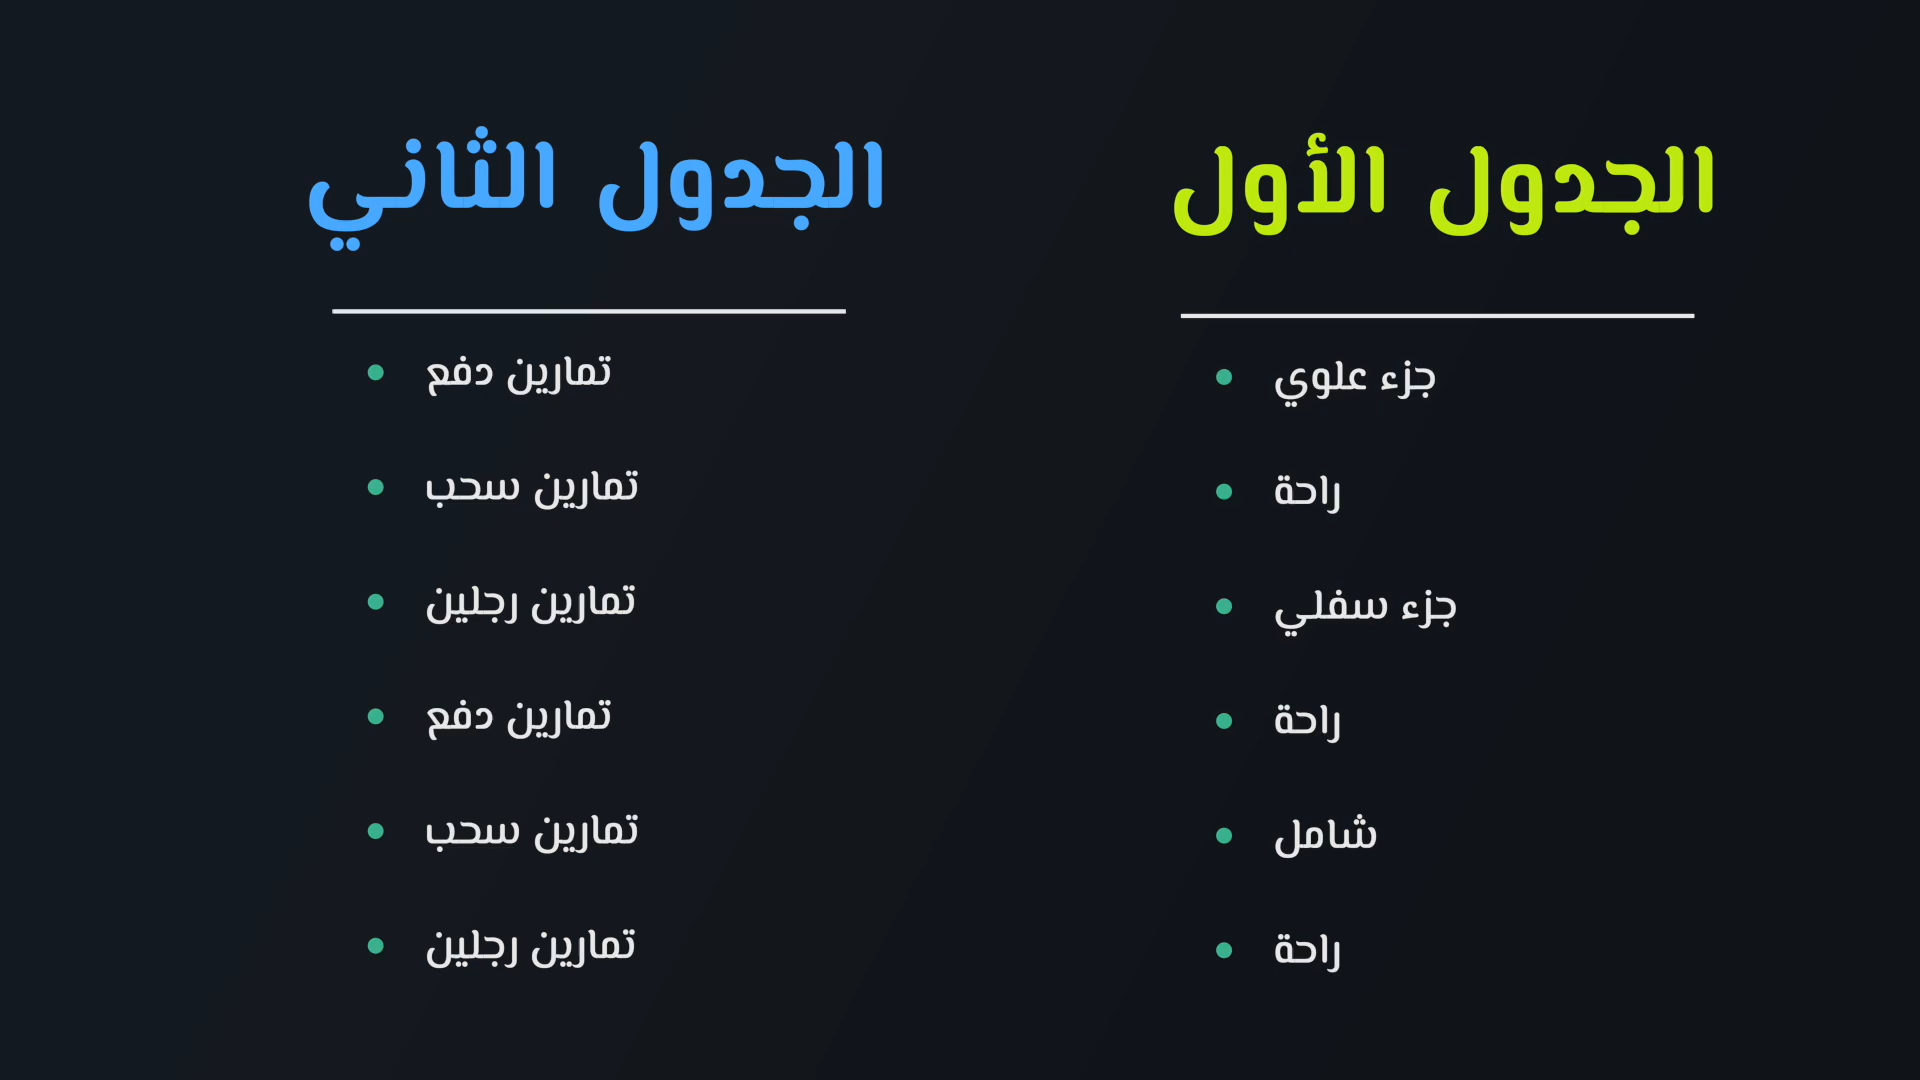 الجدول الأول
جزء علوي
راحة
جزء سفلي
راحة
شامل
راحة
الجدول الثاني
تمارين دفع
تمارين سحب
تمارين رجلين
تمارين دفع
تمارين سحب
تمارين رجلين